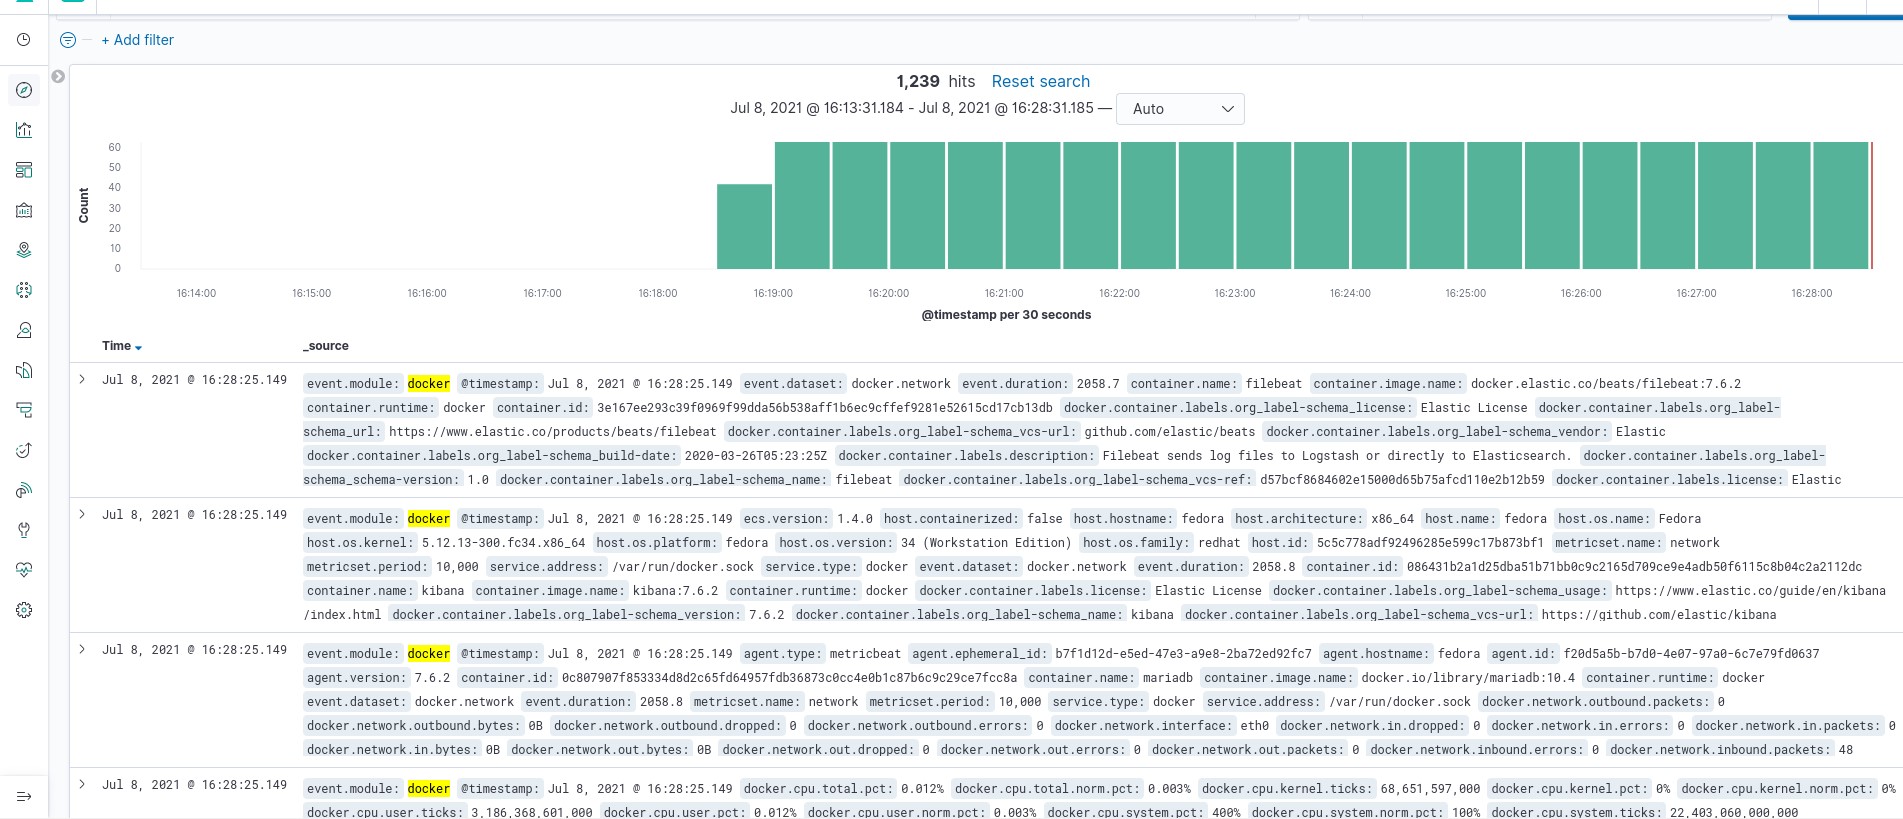 + Add filter
1,239 hits Reset search
Jul 8, 2021 @ 16:13:31.184 - Jul 8, 2021 @ 16:28:31.185 — Auto
60
50
40
30
20
10
0
Count
16:14:00 16:15:00 16:16:00 16:17:00 16:18:00 16:19:00 16:20:00 16:21:00 16:22:00 16:23:00 16:24:00 16:25:00 16:26:00 16:27:00 16:28:00
@timestamp per 30 seconds
Time _source
Jul 8, 2021 @ 16:28:25.149 event.module: docker @timestamp: Jul 8, 2021 @ 16:28:25.149 event.dataset: docker.network event.duration: 2058.7 container.name: filebeat container.image.name: docker.elastic.co/beats/filebeat:7.6.2
container.runtime: docker container.id: 3e167ee293c39f0969f99dda56b538aff1b6ec9cffef9281e52615cd17cb13db docker.container.labels.org_label-schema_license: Elastic License docker.container.labels.org_label-
schema_url: https://www.elastic.co/products/beats/filebeat docker.container.labels.org_label-schema_vcs-url: github.com/elastic/beats docker.container.labels.org_label-schema_vendor: Elastic
docker.container.labels.org_label-schema_build-date: 2020-03-26T05:23:25Z docker.container.labels.description: Filebeat sends log files to Logstash or directly to Elasticsearch. docker.container.labels.org_label-
schema_schema-version: 1.0 docker.container.labels.org_label-schema_name: filebeat docker.container.labels.org_label-schema_vcs-ref: d57bcf8684602e15000d65b75afcd110e2b12b59 docker.container.labels.license: Elastic
Jul 8, 2021 @ 16:28:25.149 event.module: docker @timestamp: Jul 8, 2021 @ 16:28:25.149 ecs.version: 1.4.0 host.containerized: false host.hostname: fedora host.architecture: x86_64 host.name: fedora host.os.name: Fedora
host.os.kernel: 5.12.13-300.fc34.x86_64 host.os.platform: fedora host.os.version: 34 (Workstation Edition) host.os.family: redhat host.id: 5c5c778adf92496285e599c17b873bf1 metricset.name: network
metricset.period: 10,000 service.address: /var/run/docker.sock service.type: docker event.dataset: docker.network event.duration: 2058.8 container.id: 086431b2a1d25dba51b71bb0c9c2165d709ce9e4adb50f6115c8b04c2a2112dc
container.name: kibana container.image.name: kibana:7.6.2 container.runtime: docker docker.container.labels.license: Elastic License docker.container.labels.org_label-schema_usage: https://www.elastic.co/guide/en/kibana
/index.html docker.container.labels.org_label-schema_version: 7.6.2 docker.container.labels.org_label-schema_name: kibana docker.container.labels.org_label-schema_vcs-url: https://github.com/elastic/kibana
Jul 8, 2021 @ 16:28:25.149 event.module: docker @timestamp: Jul 8, 2021 @ 16:28:25.149 agent.type: metricbeat agent.ephemeral_id: b7f1d12d-e5ed-47e3-a9e8-2ba72ed92fc7 agent.hostname: fedora agent.id: f20d5a5b-b7d0-4e07-97a0-6c7e79fd0637
agent.version: 7.6.2 container.id: 0c807907f853334d8d2c65fd64957fdb36873c0cc4e0b1c87b6c9c29ce7fcc8a container.name: mariadb container.image.name: docker.io/library/mariadb:10.4 container.runtime: docker
event.dataset: docker.network event.duration: 2058.8 metricset.name: network metricset.period: 10,000 service.type: docker service.address: /var/run/docker.sock docker.network.outbound.packets: 0
docker.network.outbound.bytes: 0B docker.network.outbound.dropped: 0 docker.network.outbound.errors: 0 docker.network.interface: eth0 docker.network.in.dropped: 0 docker.network.in.errors: 0 docker.network.in.packets: 0
docker.network.in.bytes: 0B docker.network.out.bytes: 0B docker.network.out.dropped: 0 docker.network.out.errors: 0 docker.network.out.packets: 0 docker.network.inbound.errors: 0 docker.network.inbound.packets: 48
Jul 8, 2021 @ 16:28:25.149 event.module: docker @timestamp: Jul 8, 2021 @ 16:28:25.149 docker.cpu.total.pct: 0.012% docker.cpu.total.norm.pct: 0.003% docker.cpu.kernel.ticks: 68,651,597,000 docker.cpu.kernel.pct: 0% docker.cpu.kernel.norm.pct: 0%
docker.cpu.user.ticks: 3,186,368,601,000 docker.cpu.user.pct: 0.012% docker.cpu.user.norm.pct: 0.003% docker.cpu.system.pct: 400% docker.cpu.system.norm.pct: 100% docker.cpu.system.ticks: 22,403,060,000,000